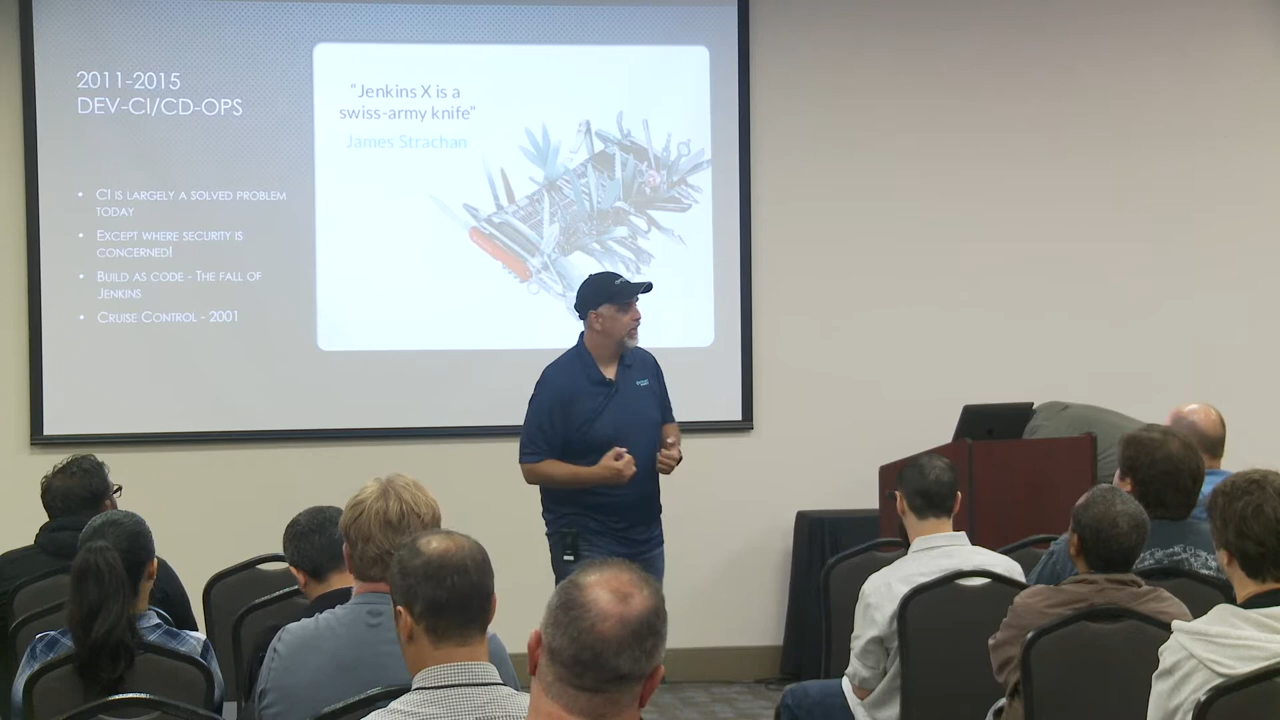 2011-2015
DEV-CI/CD-OPS
• CI IS LARGELY A SOLVED PROBLEM
TODAY
• EXCEPT WHERE SECURITY IS
CONCERNED!
• BUILD AS CODE - THE FALL OF
JENKINS
• CRUISE CONTROL - 2001
"Jenkins X is a
swiss-army knife"
James Strachan